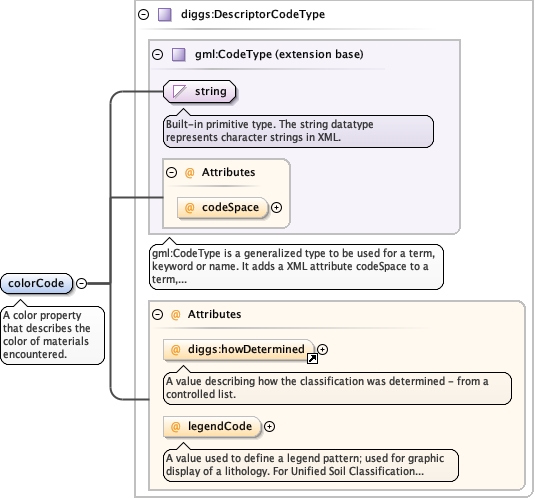 diggs:DescriptorCodeType
gml:CodeType (extension base)
string
Built-in primitive type. The string datatype
represents character strings in XML.
@ Attributes
@ codeSpace
gml:CodeType is a generalized type to be used for a term,
keyword or name. It adds a XML attribute codeSpace to a
term,...
colorCode
A color property
that describes the
color of materials
encountered.
@ Attributes
@ diggs:howDetermined
A value describing how the classification was determined - from a
controlled list.
@ legendCode
A value used to define a legend pattern; used for graphic
display of a lithology. For Unified Soil Classification...